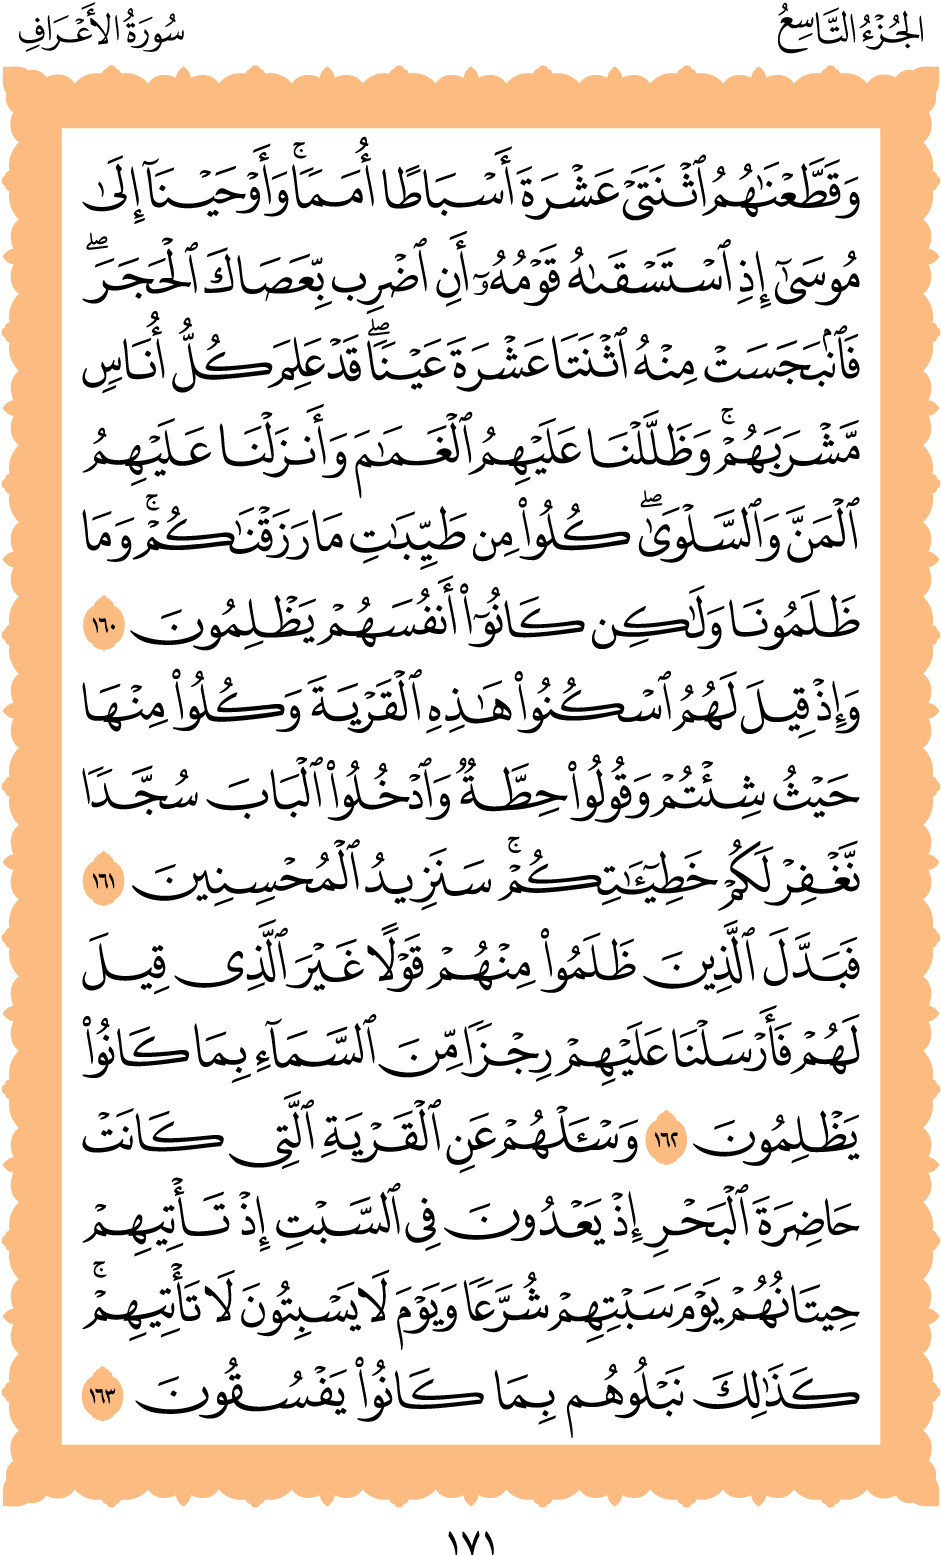 الجُزْءُ التَّاسِعُ
سُورَةُ الأَعْرَافِ
وَقَطَّعْنَٰهُمُ ٱثْنَتَىْ عَشْرَةَ أَسْبَاطًا أُمَمًا ۚ وَأَوْحَيْنَآ إِلَىٰ
مُوسَىٰٓ إِذِ ٱسْتَسْقَىٰهُ قَوْمُهُۥٓ أَنِ ٱضْرِب بِّعَصَاكَ ٱلْحَجَرَ ۖ
فَٱنۢبَجَسَتْ مِنْهُ ٱثْنَتَا عَشْرَةَ عَيْنًا ۖ قَدْ عَلِمَ كُلُّ أُنَاسٍ
مَّشْرَبَهُمْ ۚ وَظَلَّلْنَا عَلَيْهِمُ ٱلْغَمَٰمَ وَأَنزَلْنَا عَلَيْهِمُ
ٱلْمَنَّ وَٱلسَّلْوَىٰ ۖ كُلُوا۟ مِن طَيِّبَٰتِ مَا رَزَقْنَٰكُمْ ۚ وَمَا
ظَلَمُونَا وَلَٰكِن كَانُوٓا۟ أَنفُسَهُمْ يَظْلِمُونَ ١٦٠
وَإِذْ قِيلَ لَهُمُ ٱسْكُنُوا۟ هَٰذِهِ ٱلْقَرْيَةَ وَكُلُوا۟ مِنْهَا
حَيْثُ شِئْتُمْ وَقُولُوا۟ حِطَّةٌ وَٱدْخُلُوا۟ ٱلْبَابَ سُجَّدًا
نَّغْفِرْ لَكُمْ خَطِيٓـَٰٔتِكُمْ ۚ سَنَزِيدُ ٱلْمُحْسِنِينَ ١٦١
فَبَدَّلَ ٱلَّذِينَ ظَلَمُوا۟ مِنْهُمْ قَوْلًا غَيْرَ ٱلَّذِى قِيلَ
لَهُمْ فَأَرْسَلْنَا عَلَيْهِمْ رِجْزًا مِّنَ ٱلسَّمَآءِ بِمَا كَانُوا۟
يَظْلِمُونَ ١٦٢ وَسْـَٔلْهُمْ عَنِ ٱلْقَرْيَةِ ٱلَّتِى كَانَتْ
حَاضِرَةَ ٱلْبَحْرِ إِذْ يَعْدُونَ فِى ٱلسَّبْتِ إِذْ تَأْتِيهِمْ
حِيتَانُهُمْ يَوْمَ سَبْتِهِمْ شُرَّعًا وَيَوْمَ لَا يَسْبِتُونَ لَا تَأْتِيهِمْ ۚ
كَذَٰلِكَ نَبْلُوهُم بِمَا كَانُوا۟ يَفْسُقُونَ ١٦٣
١٧١